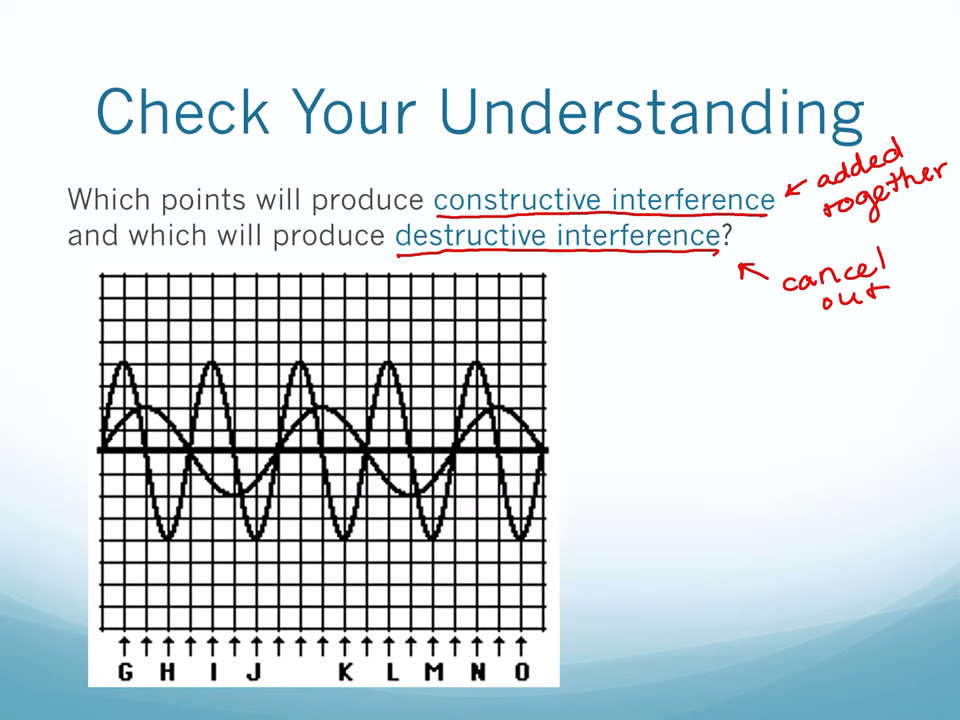 Check Your Understanding
Which points will produce constructive interference
and which will produce destructive interference?
added
together
cancel
out
G H I J K L M N O